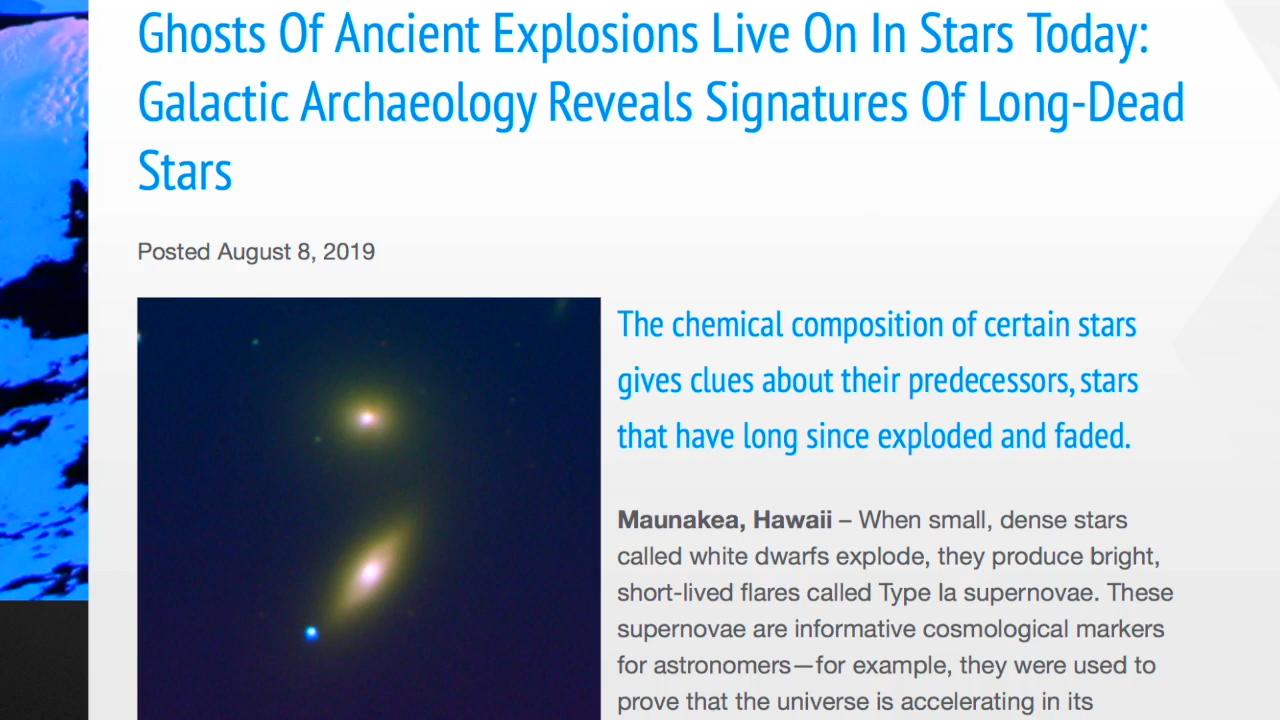 Ghosts Of Ancient Explosions Live On In Stars Today:
Galactic Archaeology Reveals Signatures Of Long-Dead
Stars
Posted August 8, 2019
The chemical composition of certain stars
gives clues about their predecessors, stars
that have long since exploded and faded.
Maunakea, Hawaii – When small, dense stars
called white dwarfs explode, they produce bright,
short-lived flares called Type Ia supernovae. These
supernovae are informative cosmological markers
for astronomers—for example, they were used to
prove that the universe is accelerating in its